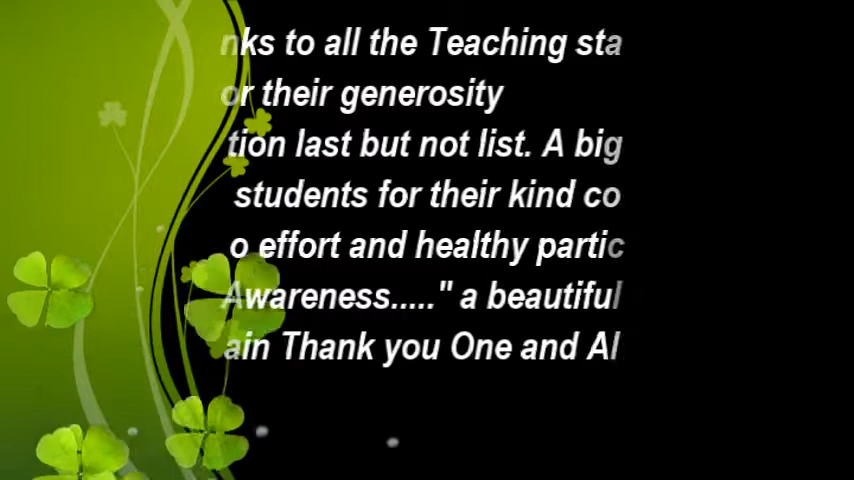 nks to all the Teaching sta
or their generosity
tion last but not list. A big
students for their kind co
o effort and healthy partic
Awareness....." a beautiful
ain Thank you One and Al